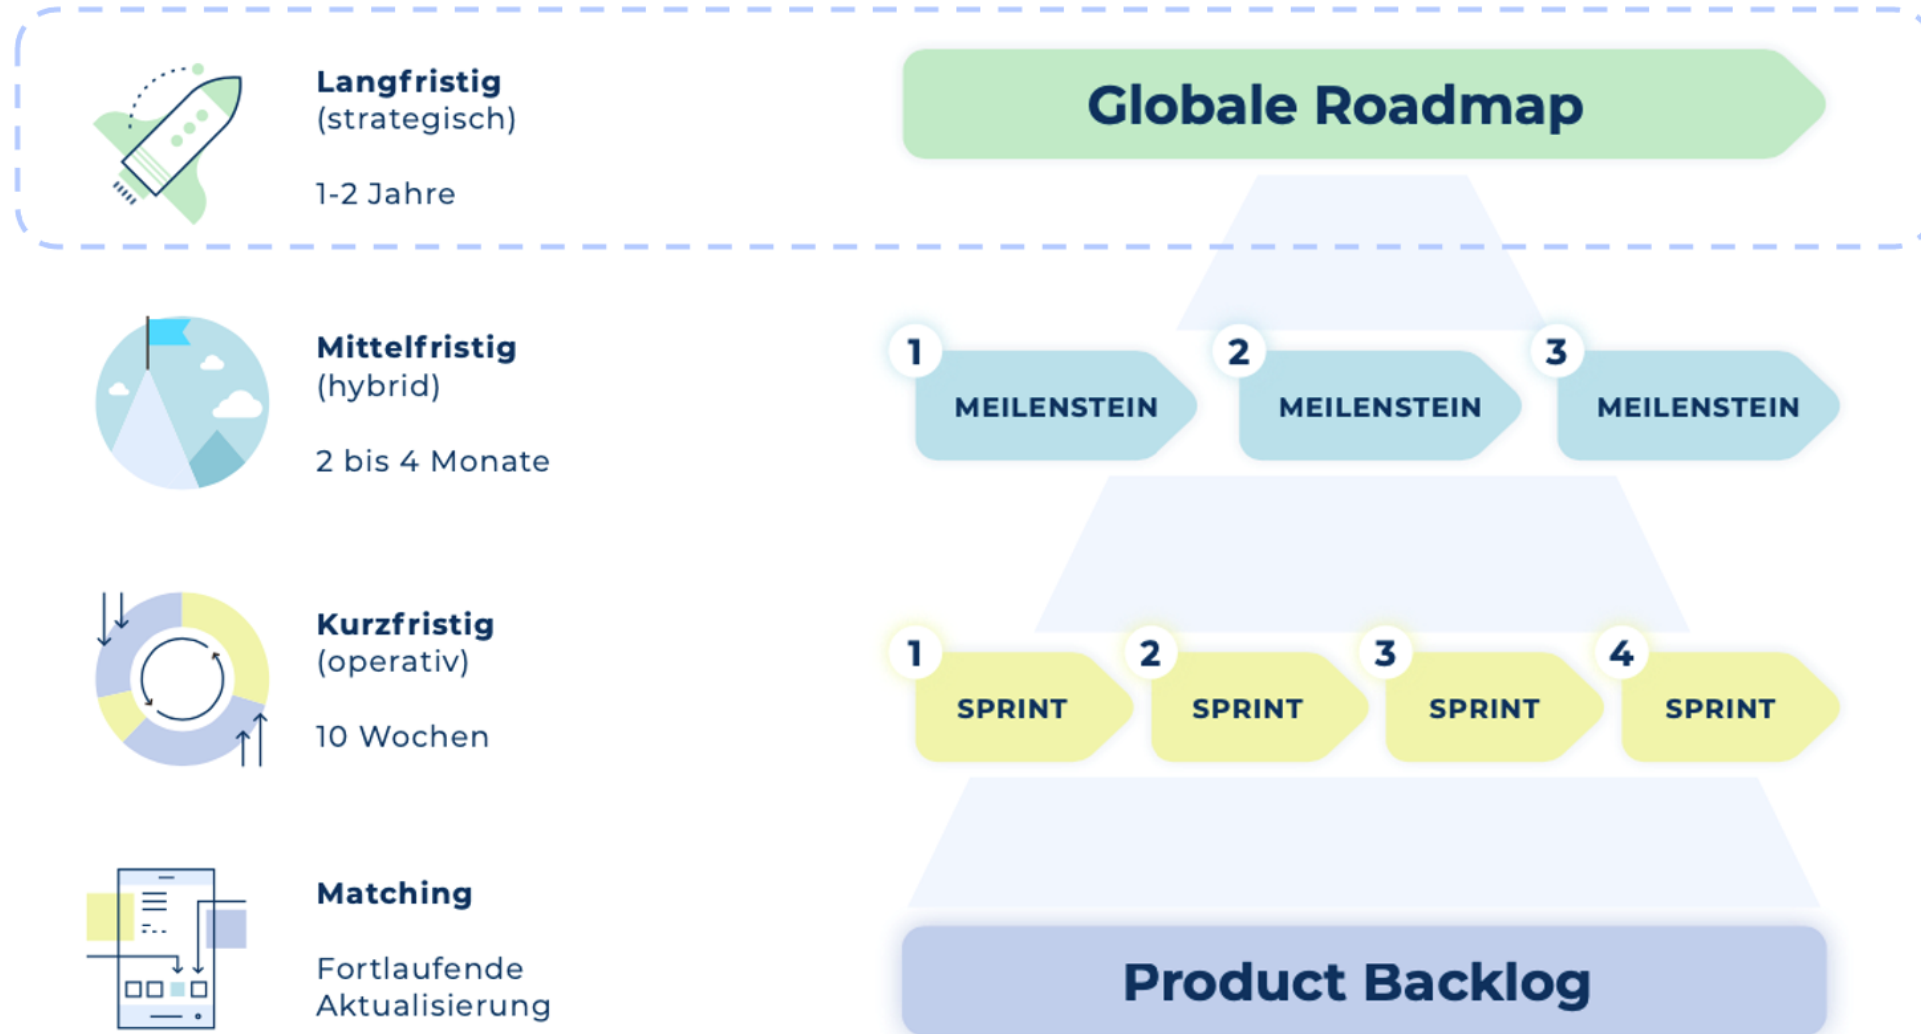 Langfristig
(strategisch)
1-2 Jahre
Globale Roadmap
Mittelfristig
(hybrid)
2 bis 4 Monate
1
MEILENSTEIN
2
MEILENSTEIN
3
MEILENSTEIN
Kurzfristig
(operativ)
10 Wochen
1
SPRINT
2
SPRINT
3
SPRINT
4
SPRINT
Matching
Fortlaufende
Aktualisierung
Product Backlog